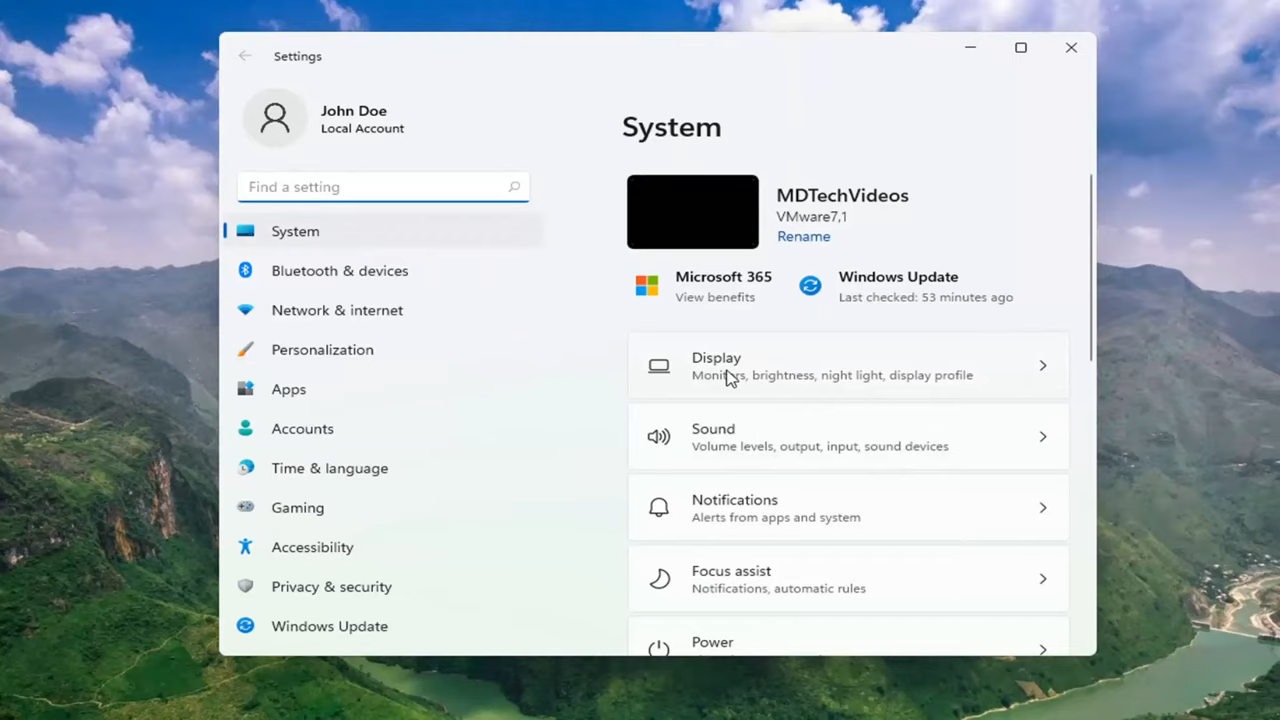 Settings
John Doe
Local Account
Find a setting
System
Bluetooth & devices
Network & internet
Personalization
Apps
Accounts
Time & language
Gaming
Accessibility
Privacy & security
Windows Update
System
MDTechVideos
VMware7,1
Rename
Microsoft 365
View benefits
Windows Update
Last checked: 53 minutes ago
Display
Monitors, brightness, night light, display profile
Sound
Volume levels, output, input, sound devices
Notifications
Alerts from apps and system
Focus assist
Notifications, automatic rules
Power